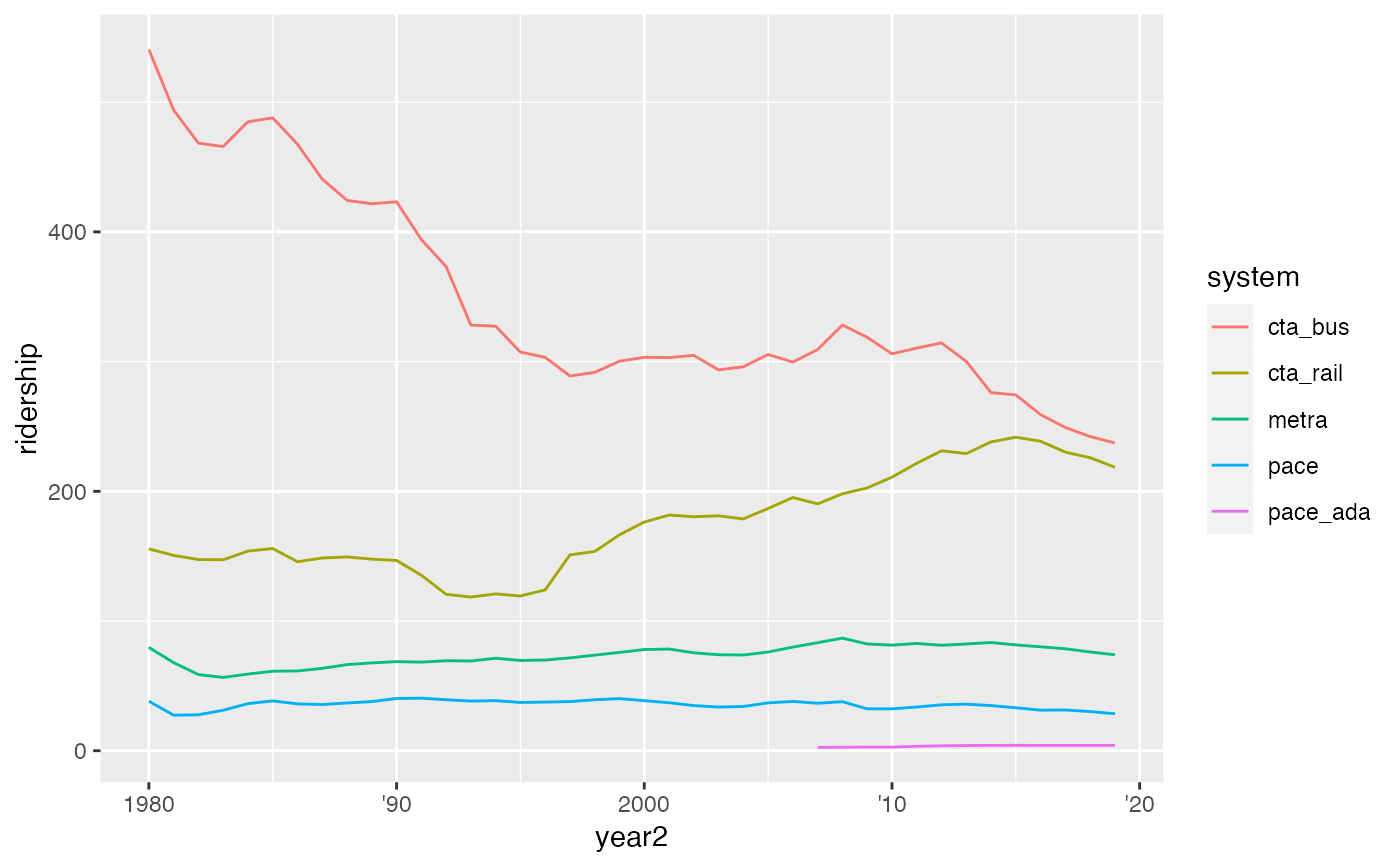 400
200
0
1980
'90
2000
'10
'20
year2
ridership
system
cta_bus
cta_rail
metra
pace
pace_ada